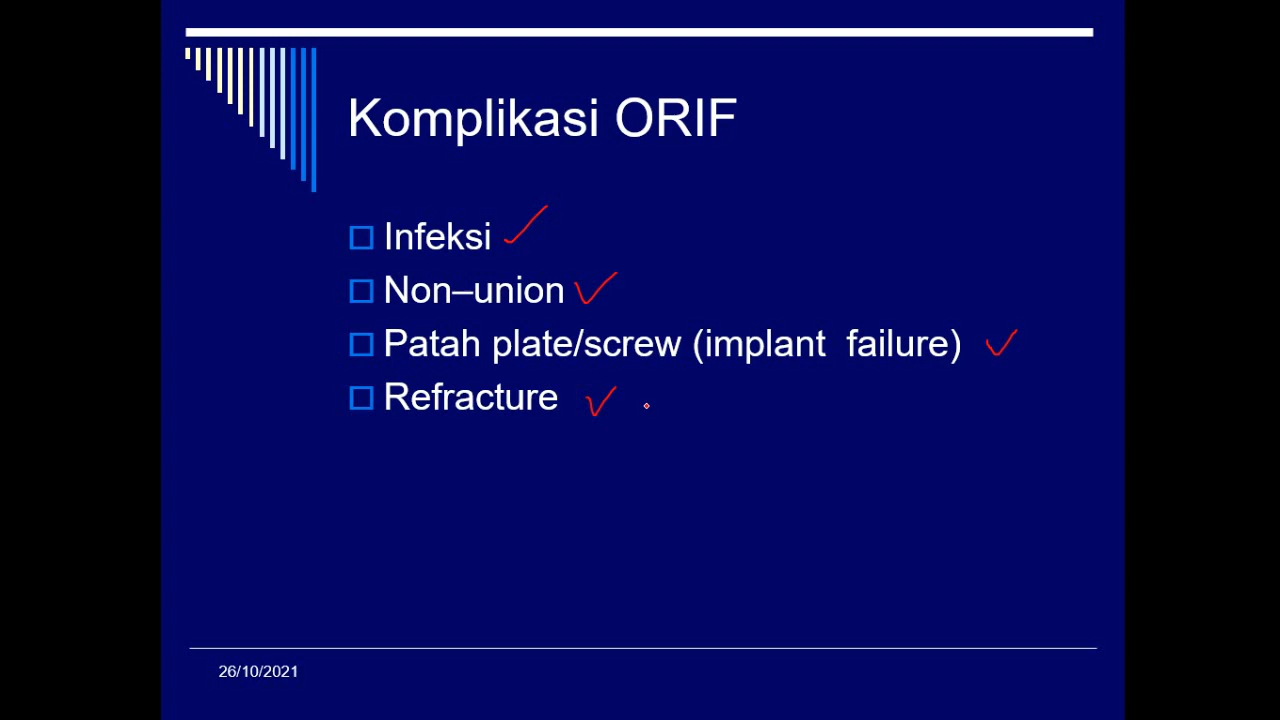 Komplikasi ORIF
Infeksi
Non–union
Patah plate/screw (implant failure)
Refracture
26/10/2021